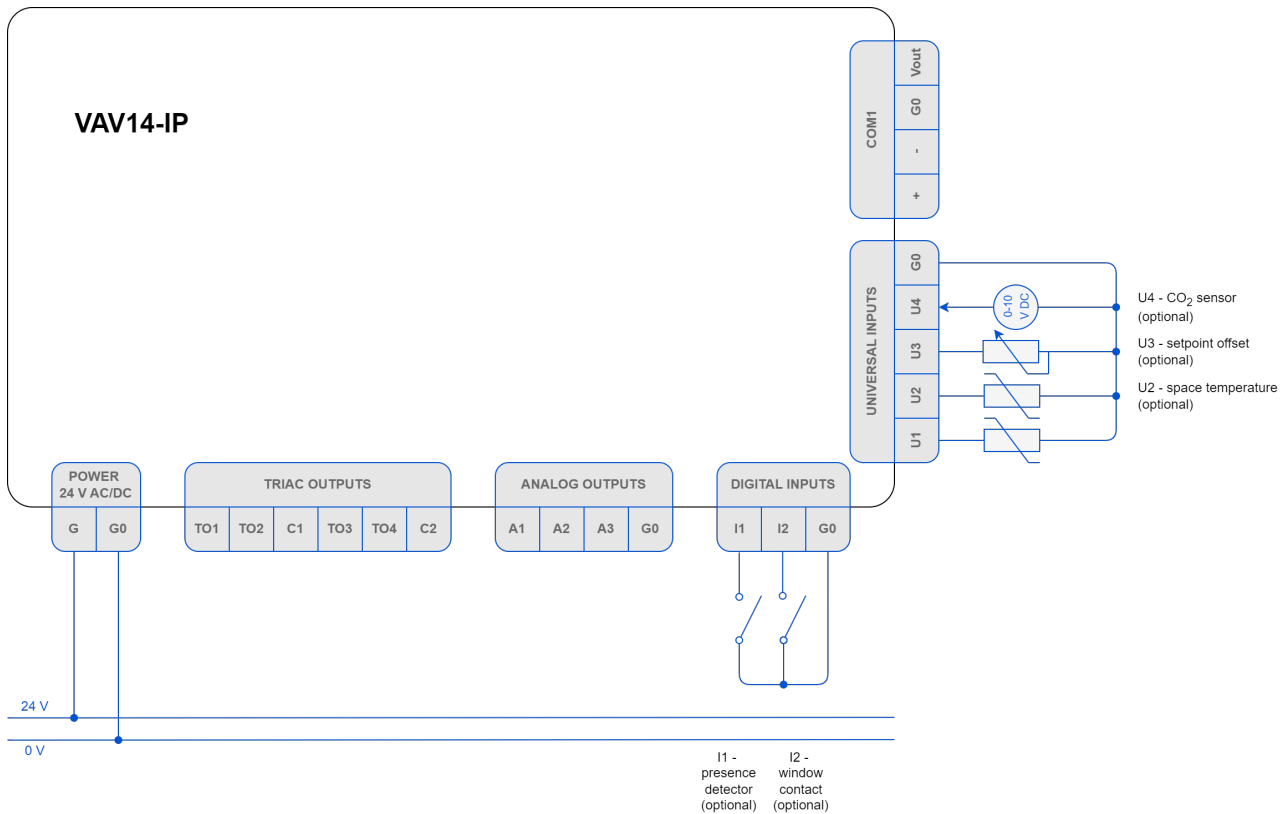 VAV14-IP
COM1
Vout
G0
-
+
UNIVERSAL INPUTS
G0
U4
U3
U2
U1
0-10
V DC
U4 - CO2 sensor
(optional)
U3 - setpoint offset
(optional)
U2 - space temperature
(optional)
POWER
24 V AC/DC
G G0
TRIAC OUTPUTS
TO1 TO2 C1 TO3 TO4 C2
ANALOG OUTPUTS
A1 A2 A3 G0
DIGITAL INPUTS
I1 I2 G0
24 V
0 V
I1 -
presence
detector
(optional)
I2 -
window
contact
(optional)